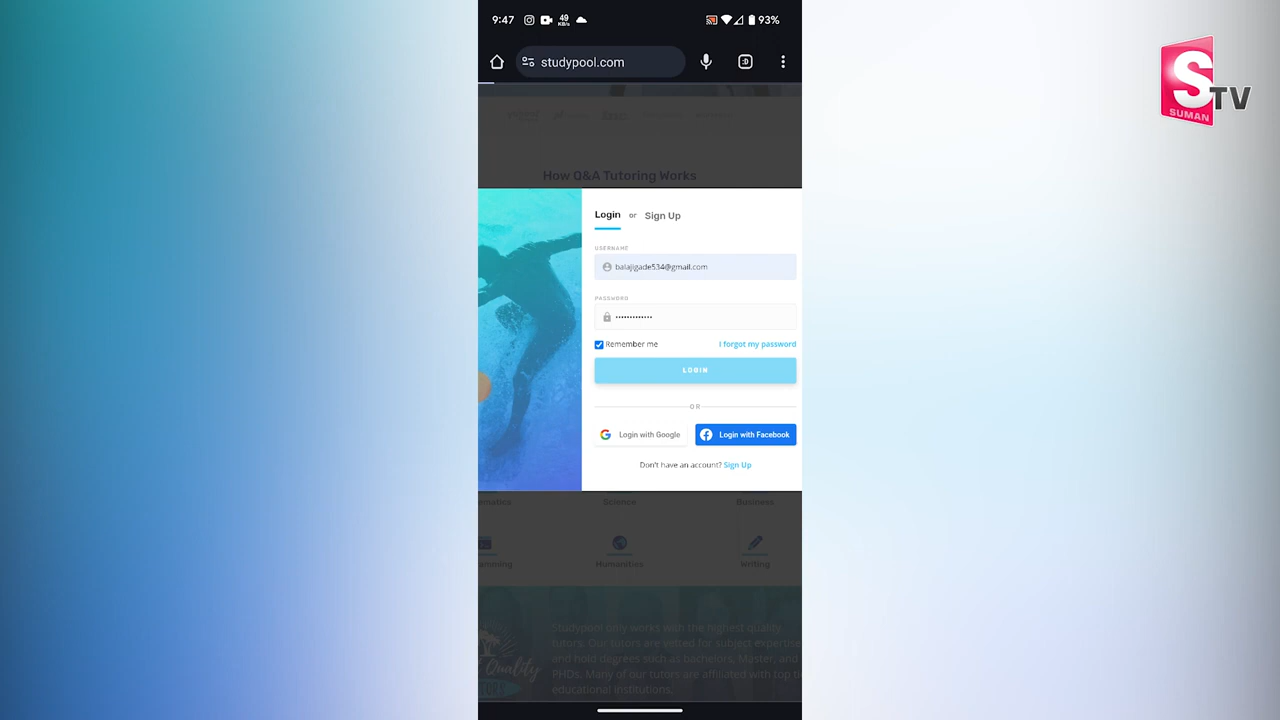 9:47 49 KB/s 93%
studypool.com :D
S TV
SUMAN
How Q&A Tutoring Works
Login or Sign Up
USERNAME
balajigade534@gmail.com
PASSWORD
Remember me I forgot my password
LOGIN
OR
Login with Google Login with Facebook
Don't have an account? Sign Up
Science Business
Humanities Writing
Studypool only works with the highest quality
tutors. Our tutors are vetted for subject expertise
and hold degrees such as bachelors, Master, and
PHDs. Many of our tutors are affiliated with top
educational institutions.
Quality